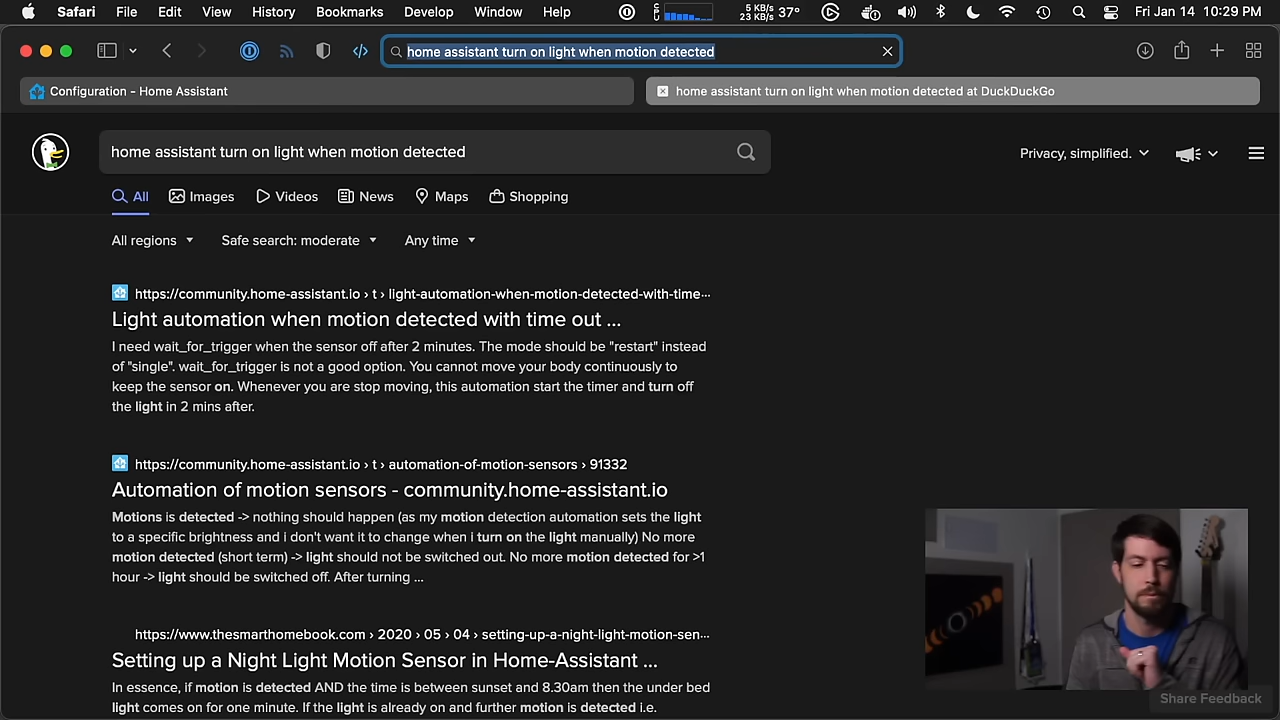 Safari File Edit View History Bookmarks Develop Window Help 5 KB/s 23 KB/s 37° Fri Jan 14 10:29 PM
home assistant turn on light when motion detected
Configuration - Home Assistant
home assistant turn on light when motion detected at DuckDuckGo
home assistant turn on light when motion detected
Privacy, simplified.
All Images Videos News Maps Shopping
All regions Safe search: moderate Any time
https://community.home-assistant.io › t › light-automation-when-motion-detected-with-time…
Light automation when motion detected with time out ...
I need wait_for_trigger when the sensor off after 2 minutes. The mode should be "restart" instead
of "single". wait_for_trigger is not a good option. You cannot move your body continuously to
keep the sensor on. Whenever you are stop moving, this automation start the timer and turn off
the light in 2 mins after.
https://community.home-assistant.io › t › automation-of-motion-sensors › 91332
Automation of motion sensors - community.home-assistant.io
Motions is detected -> nothing should happen (as my motion detection automation sets the light
to a specific brightness and i don't want it to change when i turn on the light manually) No more
motion detected (short term) -> light should not be switched out. No more motion detected for >1
hour -> light should be switched off. After turning ...
https://www.thesmarthomebook.com › 2020 › 05 › 04 › setting-up-a-night-light-motion-sen…
Setting up a Night Light Motion Sensor in Home-Assistant ...
In essence, if motion is detected AND the time is between sunset and 8.30am then the under bed
light comes on for one minute. If the light is already on and further motion is detected i.e.
Share Feedback